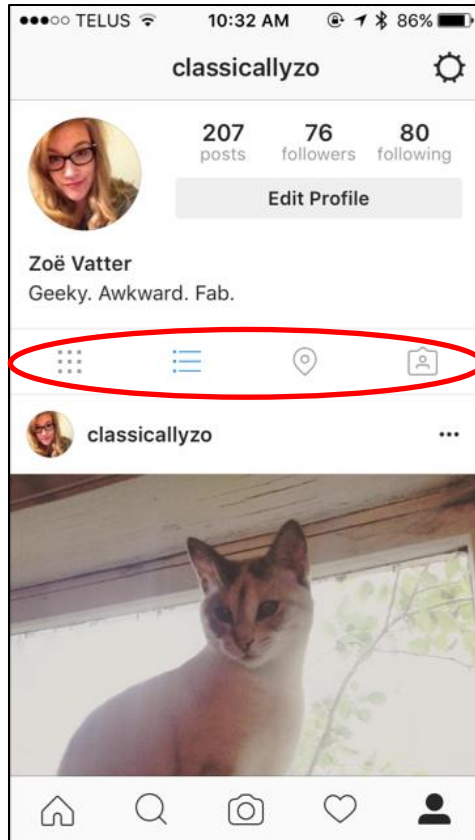 TELUS 10:32 AM 86%
classicallyzo
207 76 80
posts followers following
Edit Profile
Zoë Vatter
Geeky. Awkward. Fab.
classicallyzo